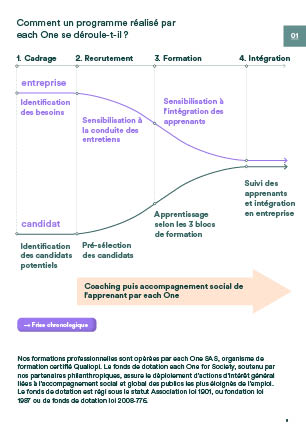 Comment un programme réalisé par
each One se déroule-t-il ?
01
1. Cadrage
2. Recrutement
3. Formation
4. Intégration
entreprise
Identification
des besoins
Sensibilisation à
la conduite des
entretiens
Sensibilisation à
l'intégration des
apprenants
Suivi des
apprenants
et intégration
en entreprise
Apprentissage
selon les 3 blocs
de formation
candidat
Identification
des candidats
potentiels
Pré-sélection
des candidats
Coaching puis accompagnement social de
l'apprenant par each One
→ Frise chronologique
Nos formations professionnelles sont opérées par each One SAS, organisme de
formation certifié Qualiopi. Le fonds de dotation each One for Society, soutenu par
nos partenaires philanthropiques, assure le déploiement d'actions d'intérêt général
liées à l'accompagnement social et global des publics les plus éloignés de l'emploi.
Le fonds de dotation est régi sous le statut Association loi 1901, ou fondation loi
1987 ou de fonds de dotation loi 2008-776.